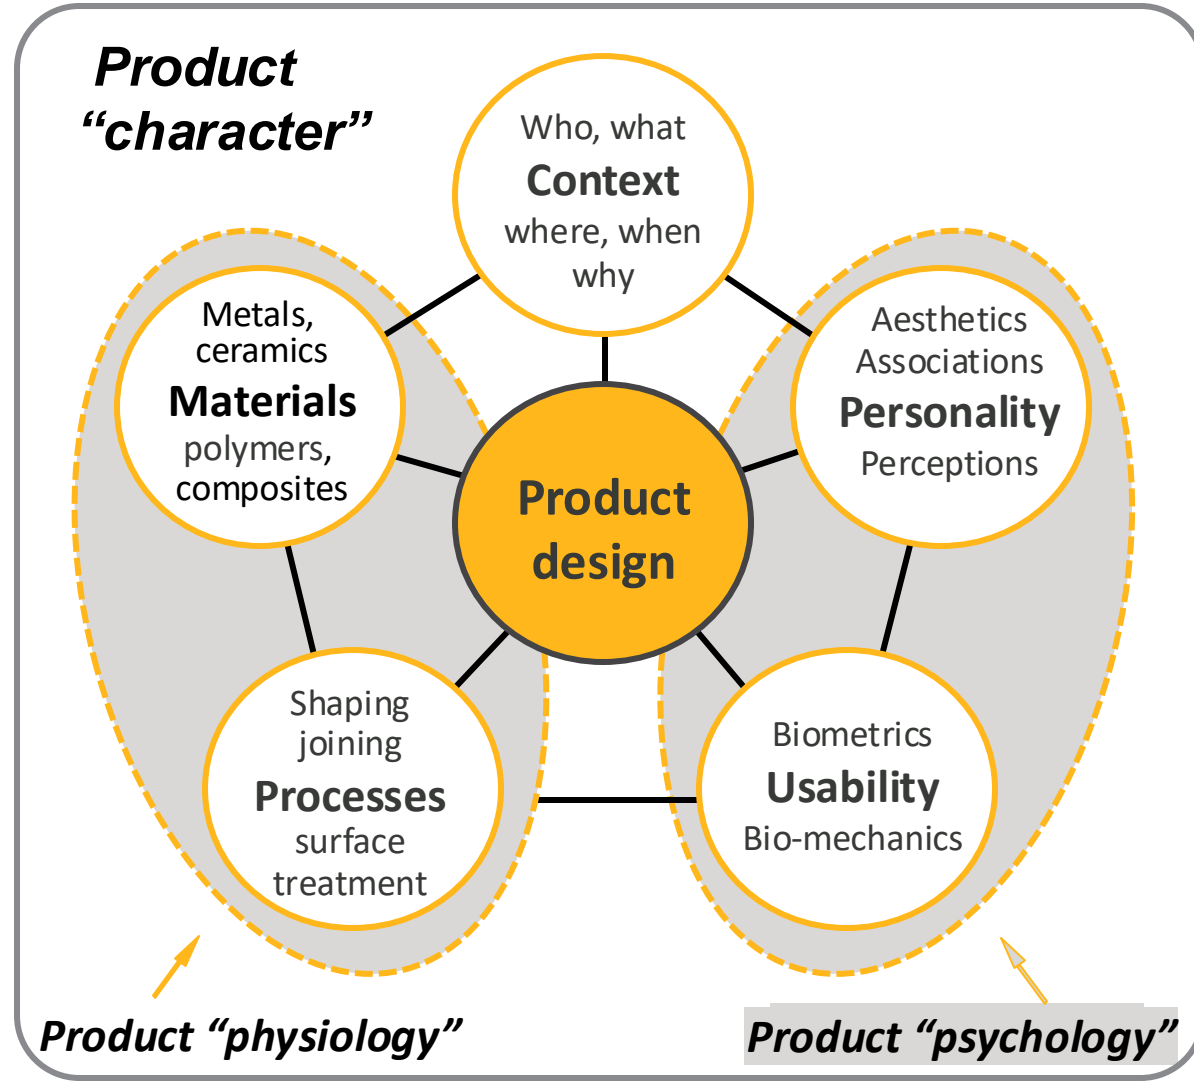 Product
“character”
Who, what
Context
where, when
why
Metals,
ceramics
Materials
polymers,
composites
Aesthetics
Associations
Personality
Perceptions
Product
design
Shaping
joining
Processes
surface
treatment
Biometrics
Usability
Bio-mechanics
Product “physiology”
Product “psychology”